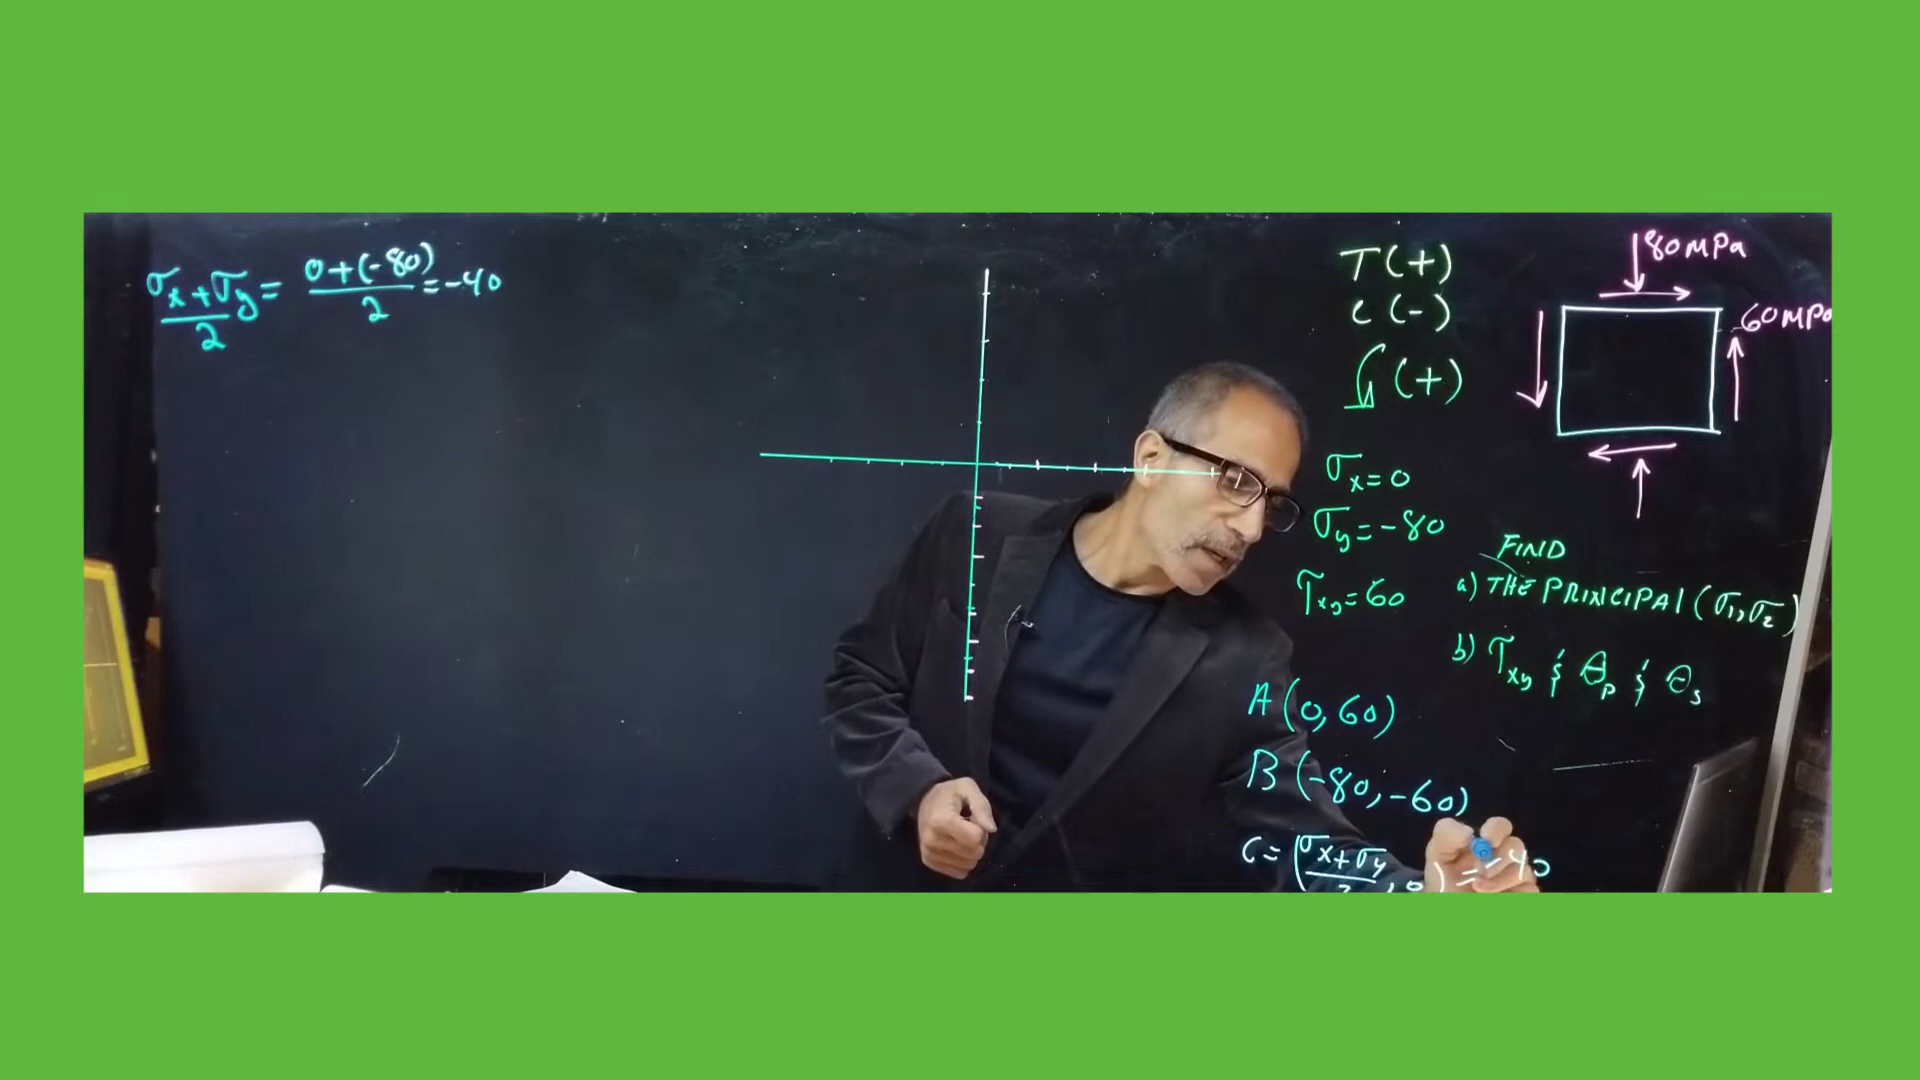 σx+σy/2 = 0+(-80)/2 = -40
T (+)
C (-)
(+)
80MPa
60MPa
σx=0
σy=-80
τxy=60
FIND
a) THE PRINCIPAL (σ1, σ2)
b) τxy & θp & θs
A (0, 60)
B (-80, -60)
C = (σx+σy/2, 0) = -40